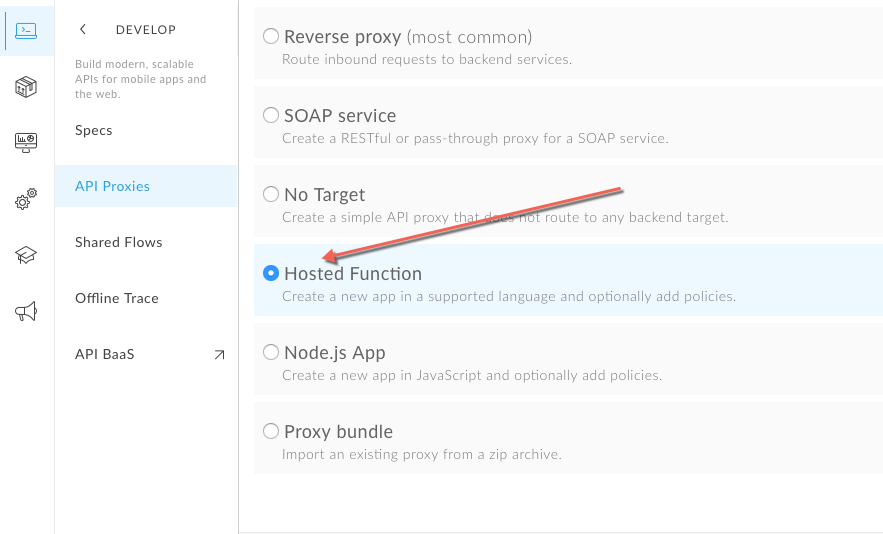 DEVELOP
Build modern, scalable
APIs for mobile apps and
the web.
Specs
API Proxies
Shared Flows
Offline Trace
API BaaS
Reverse proxy (most common)
Route inbound requests to backend services.
SOAP service
Create a RESTful or pass-through proxy for a SOAP service.
No Target
Create a simple API proxy that does not route to any backend target.
Hosted Function
Create a new app in a supported language and optionally add policies.
Node.js App
Create a new app in JavaScript and optionally add policies.
Proxy bundle
Import an existing proxy from a zip archive.